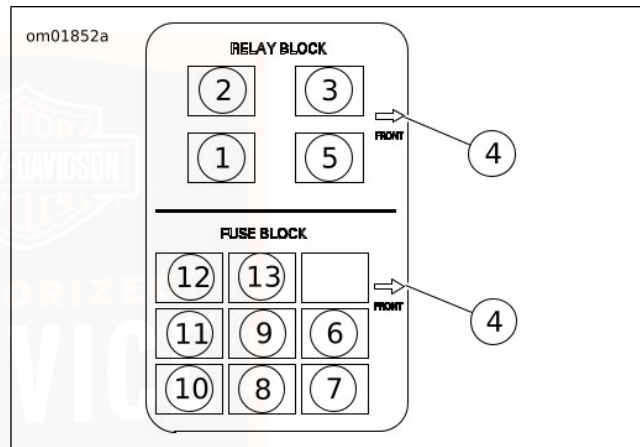 om01852a
RELAY BLOCK
2 3
FRONT
4
1 5
FUSE BLOCK
12 13
FRONT
4
11 9 6
10 8 7